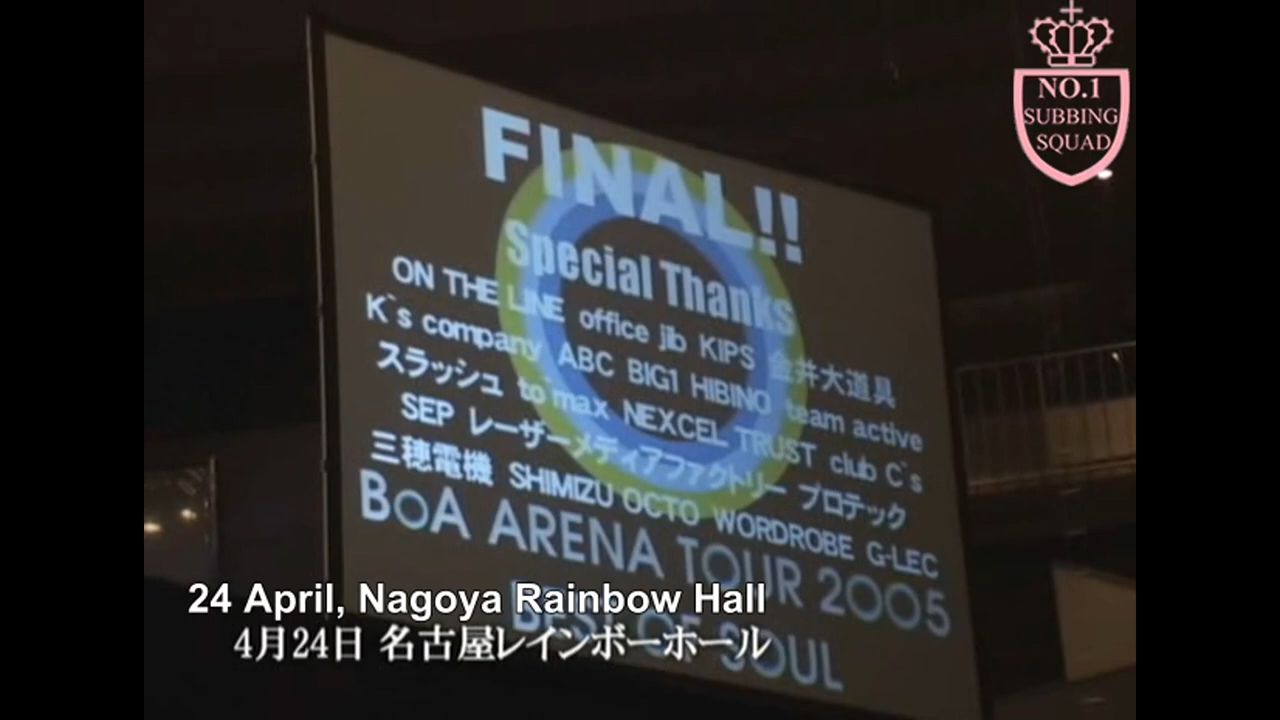 NO.1
SUBBING
SQUAD
FINAL!!
Special Thanks
ON THE LINE office jib KIPS 金井大道具
K's company ABC BIG1 HIBINO team active
スラッシュ to max NEXCEL TRUST club C's
SEP レーザーメディアファクトリー プロテック
三穂電機 SHIMIZU OCTO WORDROBE G-LEC
BoA ARENA TOUR 2005
BEST OF SOUL
24 April, Nagoya Rainbow Hall
4月24日 名古屋レインボーホール